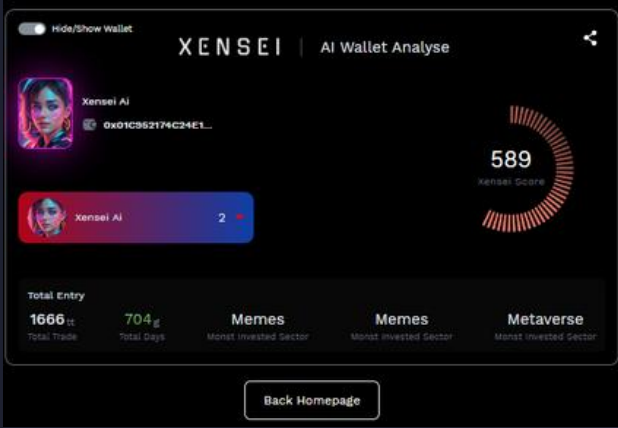 Hide/Show Wallet
XENSEI | AI Wallet Analyse
Xensei Ai
0x01C952174C24E1...
589
Xensei Score
Xensei Ai 2
Total Entry
1666 tt 704 g Memes Memes Metaverse
Total Trade Total Days Monst Invested Sector Monst Invested Sector Monst Invested Sector
Back Homepage